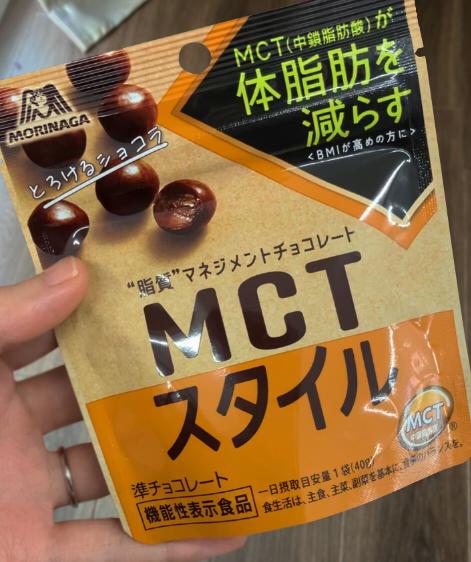 MORINAGA
MCT(中鎖脂肪酸)が
体脂肪を
減らす
<BMIが高めの方に>
とろけるショコラ
“脂質”マネジメントチョコレート
MCT
スタイル
MCT
中鎖脂肪酸
®
準チョコレート
機能性表示食品
一日摂取目安量1袋(40g)
食生活は、主食、主菜、副菜を基本に、食事のバランスを。